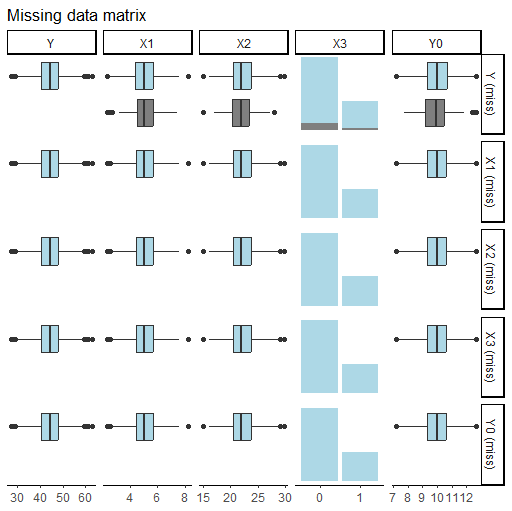 Missing data matrix
Y X1 X2 X3 Y0
Y (miss)
X1 (miss)
X2 (miss)
X3 (miss)
Y0 (miss)
30 40 50 60 4 6 8 15 20 25 30 0 1 7 8 9 10 11 12